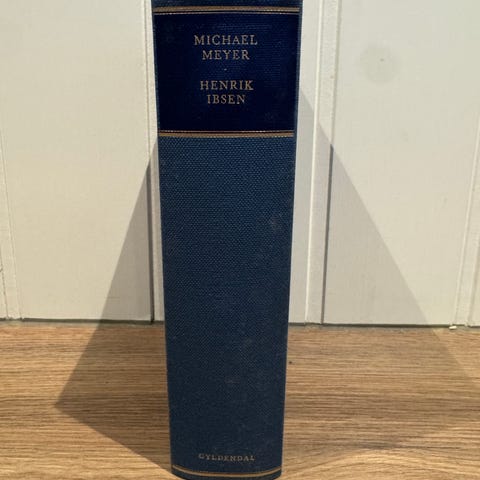 MICHAEL
MEYER
HENRIK
IBSEN
GYLDENDAL